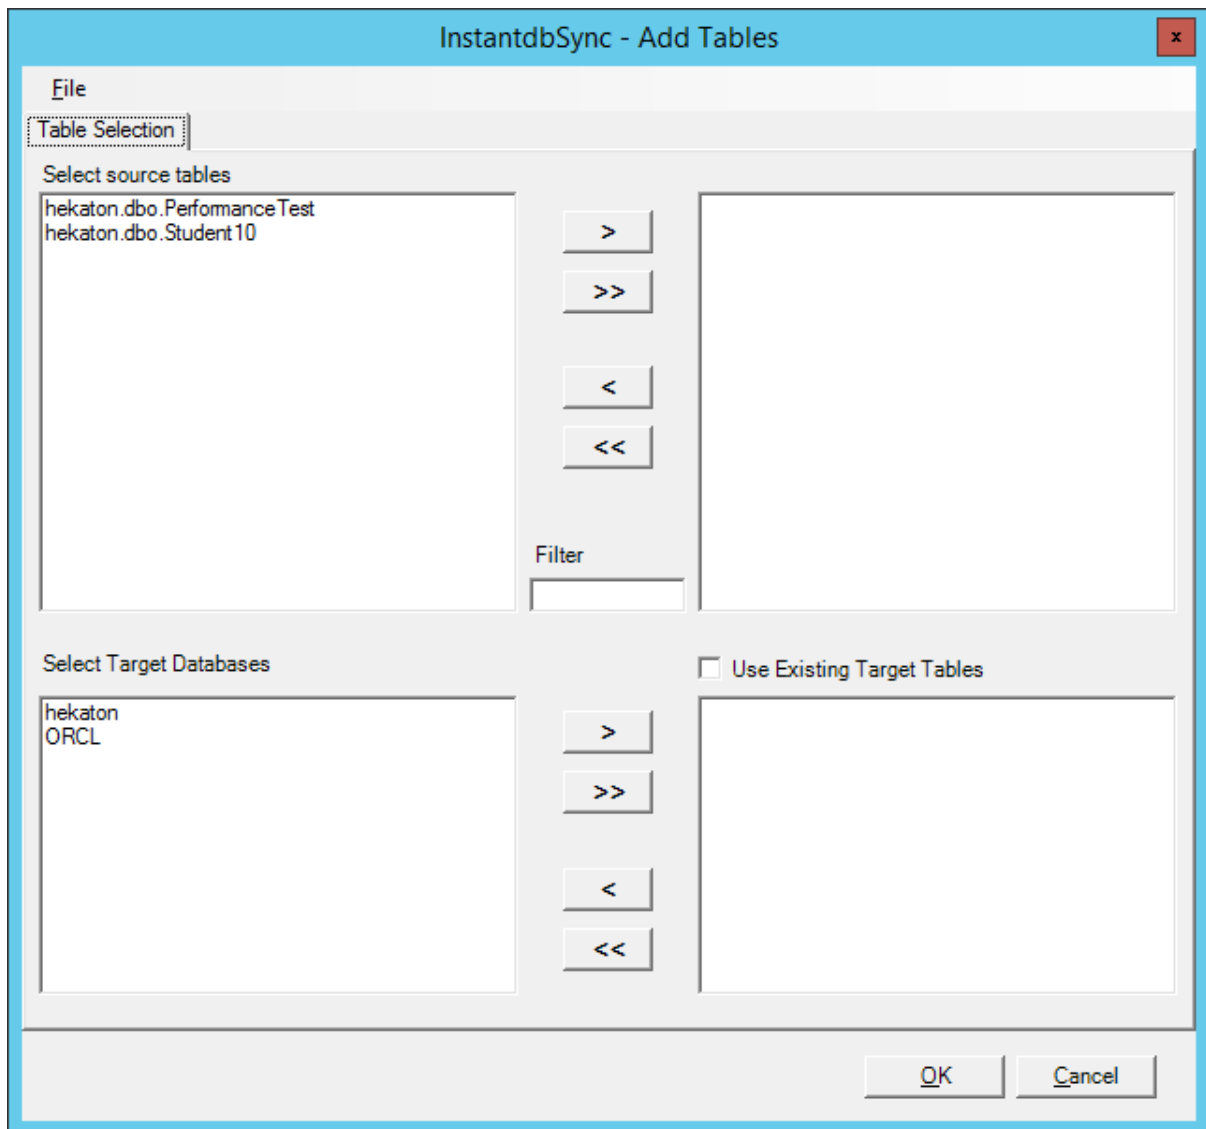 InstantdbSync - Add Tables
x
File
Table Selection
Select source tables
hekaton.dbo.PerformanceTest
hekaton.dbo.Student10
>
>>
<
<<
Filter
Select Target Databases
Use Existing Target Tables
hekaton
ORCL
>
>>
<
<<
OK
Cancel